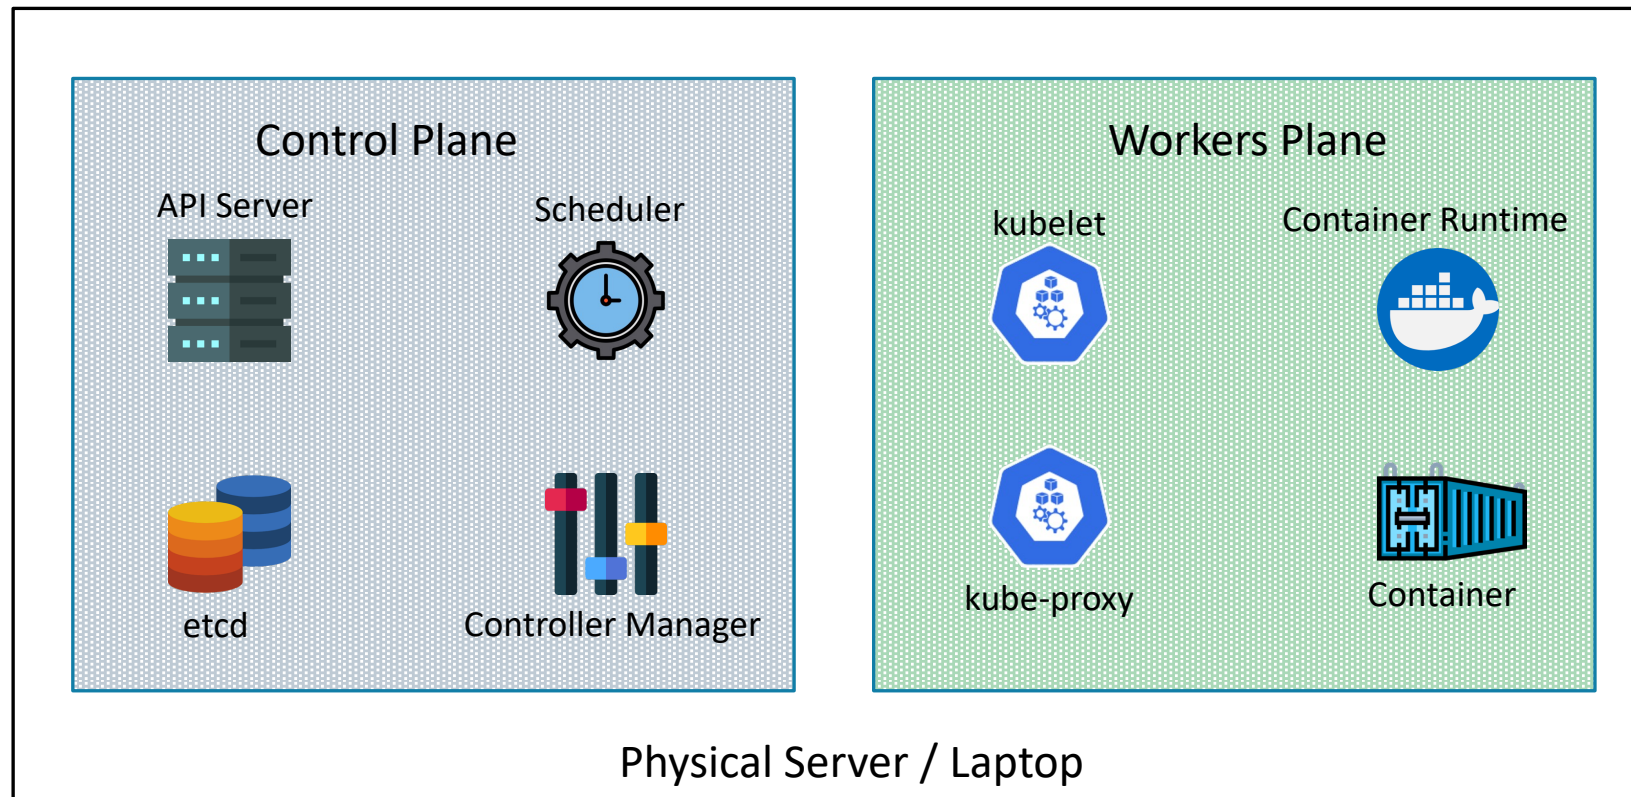 Control Plane
API Server
Scheduler
etcd
Controller Manager
Workers Plane
kubelet
Container Runtime
kube-proxy
Container
Physical Server / Laptop